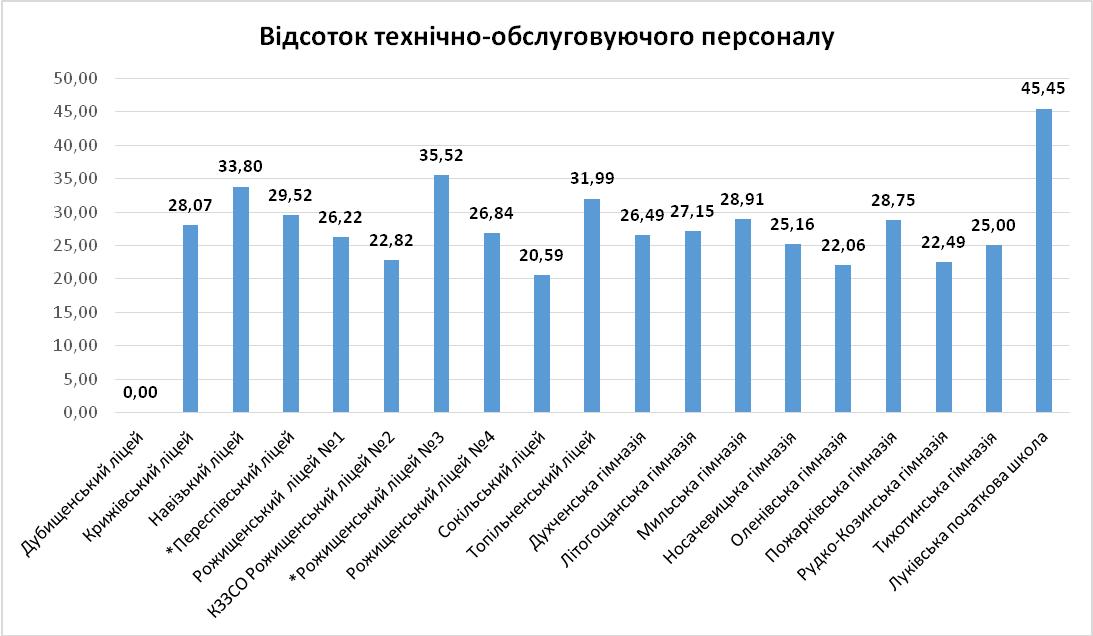 Відсоток технічно-обслуговуючого персоналу
50,00
45,00
40,00
35,00
30,00
25,00
20,00
15,00
10,00
5,00
0,00
0,00
28,07
33,80
29,52
26,22
22,82
35,52
26,84
20,59
31,99
26,49
27,15
28,91
25,16
22,06
28,75
22,49
25,00
45,45
Дубищенський ліцей
Крижівський ліцей
Навізький ліцей
*Переспівський ліцей
Рожищенський ліцей №1
КЗЗСО Рожищенський ліцей №2
*Рожищенський ліцей №3
Рожищенський ліцей №4
Сокільський ліцей
Топільненський ліцей
Духченська гімназія
Літогощанська гімназія
Мильська гімназія
Носачевицька гімназія
Оленівська гімназія
Пожарківська гімназія
Рудко-Козинська гімназія
Тихотинська гімназія
Луківська початкова школа